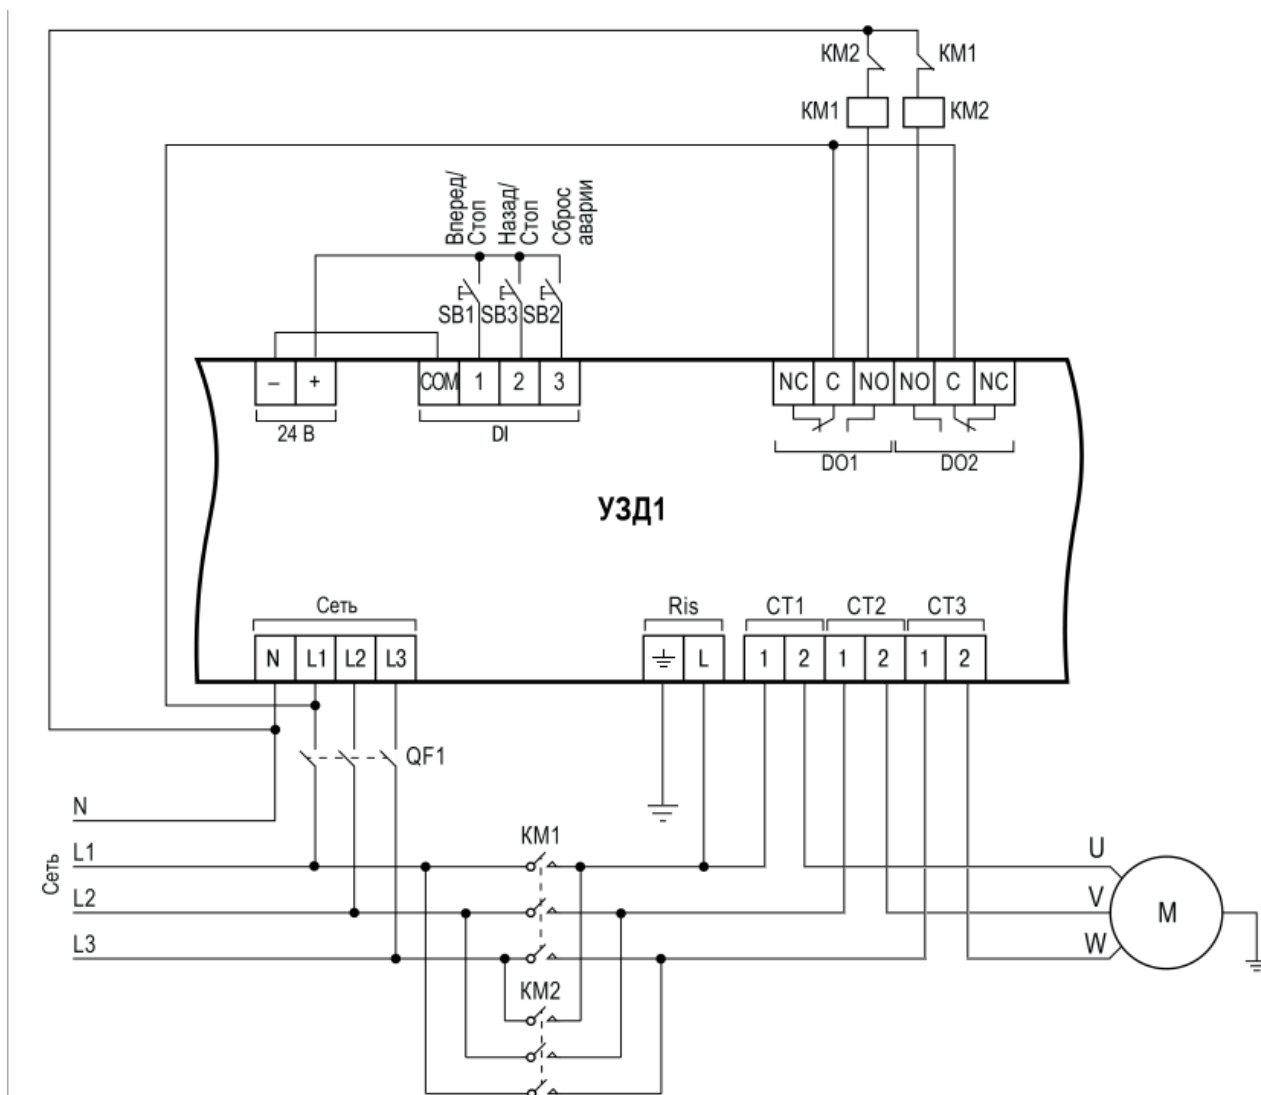 KM2
KM1
KM1
KM2
Вперед/
Стоп
Назад/
Стоп
Сброс
аварии
SB1
SB3
SB2
–
+
COM
1
2
3
NC
C
NO
NO
C
NC
24 В
DI
DO1
DO2
УЗД1
Сеть
Ris
CT1
CT2
CT3
N
L1
L2
L3
L
1
2
1
2
1
2
QF1
N
Сеть
L1
L2
L3
KM1
KM2
U
V
W
M